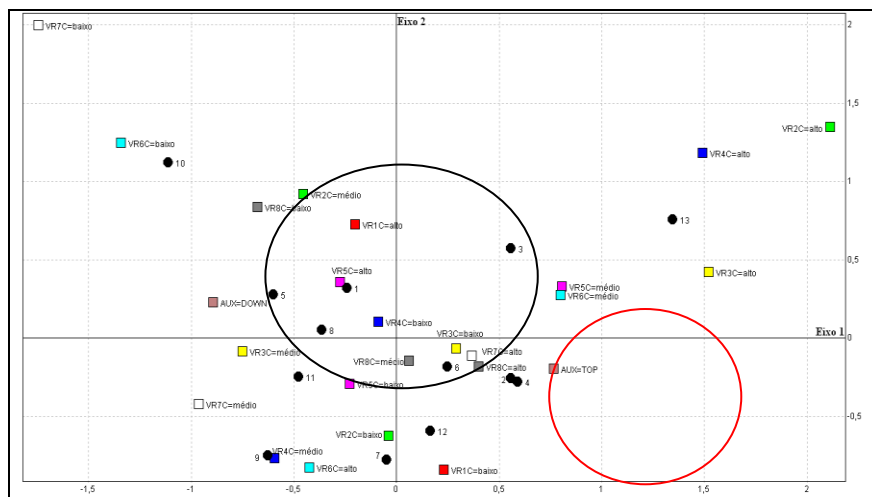 Eixo 2
VR7C=baixo
2
1,5
VR2C=alto
VR6C=baixo
VR4C=alto
10
1
VR2C=médio
VR8C=baixo
13
VR1C=alto
3
0,5
VR3C=alto
VR5C=alto
VR5C=médio
1
5
VR6C=médio
AUX=DOWN
VR4C=baixo
8
Eixo 1
0
VR3C=baixo
VR3C=médio
VR7C=alto
VR8C=médio
6
VR8C=alto
AUX=TOP
11
2
4
VR5C=baixo
VR7C=médio
-0,5
VR2C=baixo
12
9
VR4C=médio
7
VR6C=alto
VR1C=baixo
-1,5
-1
-0,5
0
0,5
1
1,5
2